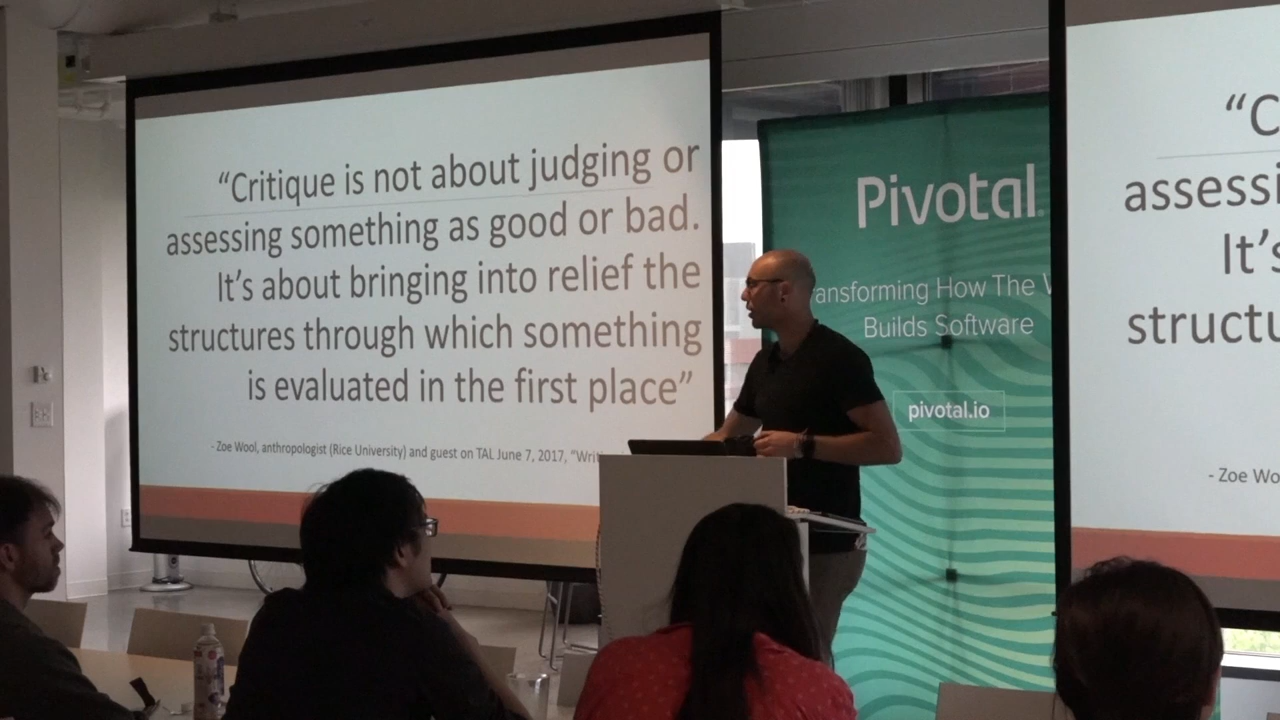 “Critique is not about judging or
assessing something as good or bad.
It’s about bringing into relief the
structures through which something
is evaluated in the first place”
- Zoe Wool, anthropologist (Rice University) and guest on TAL June 7, 2017,
Pivotal
How The
Builds Software
pivotal.io
“C
assessi
It’s
structu
- Zoe Wo